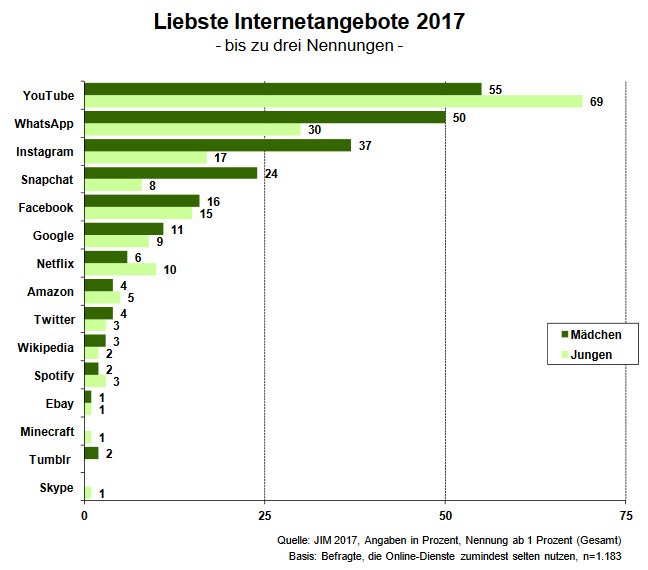 Liebste Internetangebote 2017
- bis zu drei Nennungen -
YouTube 55
69
WhatsApp 50
30
Instagram 37
17
Snapchat 24
8
Facebook 16
15
Google 11
9
Netflix 6
10
Amazon 4
5
Twitter 4
3
Wikipedia 3
2
Spotify 2
3
Ebay 1
1
Minecraft 1
Tumblr 2
Skype 1
Mädchen
Jungen
0 25 50 75
Quelle: JIM 2017, Angaben in Prozent, Nennung ab 1 Prozent (Gesamt)
Basis: Befragte, die Online-Dienste zumindest selten nutzen, n=1.183